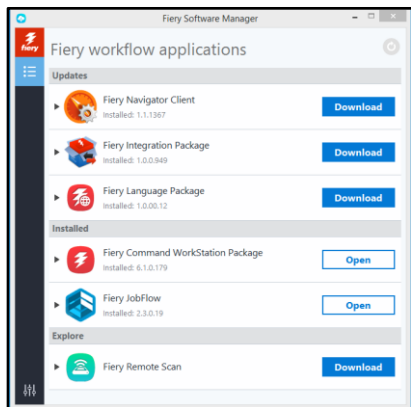 Fiery Software Manager
fiery
Fiery workflow applications
Updates
Fiery Navigator Client
Installed: 1.1.1367
Download
Fiery Integration Package
Installed: 1.0.0.949
Download
Fiery Language Package
Installed: 1.0.00.12
Download
Installed
Fiery Command WorkStation Package
Installed: 6.1.0.179
Open
Fiery JobFlow
Installed: 2.3.0.19
Open
Explore
Fiery Remote Scan
Download